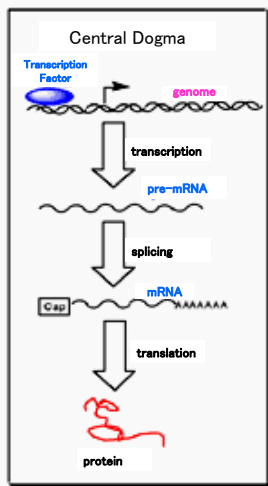 Central Dogma
Transcription
Factor
genome
transcription
pre-mRNA
splicing
mRNA
Cap
AAAAAAA
translation
protein